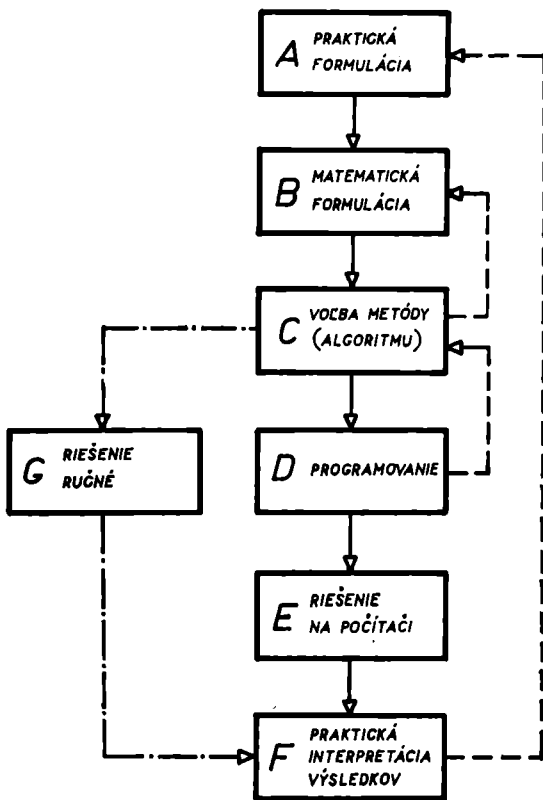 A PRAKTICKÁ
FORMULÁCIA
B MATEMATICKÁ
FORMULÁCIA
C VOĽBA METÓDY
(ALGORITMU)
G RIEŠENIE
RUČNÉ
D PROGRAMOVANIE
E RIEŠENIE
NA POČÍTAČI
F PRAKTICKÁ
INTERPRETÁCIA
VÝSLEDKOV